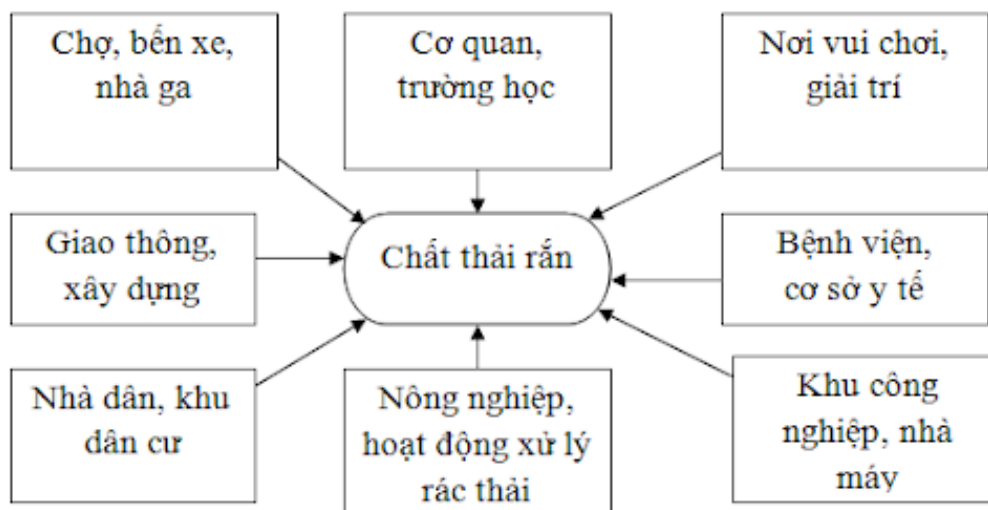 Chợ, bến xe,
nhà ga
Cơ quan,
trường học
Nơi vui chơi,
giải trí
Giao thông,
xây dựng
Chất thải rắn
Bệnh viện,
cơ sở y tế
Nhà dân, khu
dân cư
Nông nghiệp,
hoạt động xử lý
rác thải
Khu công
nghiệp, nhà
máy